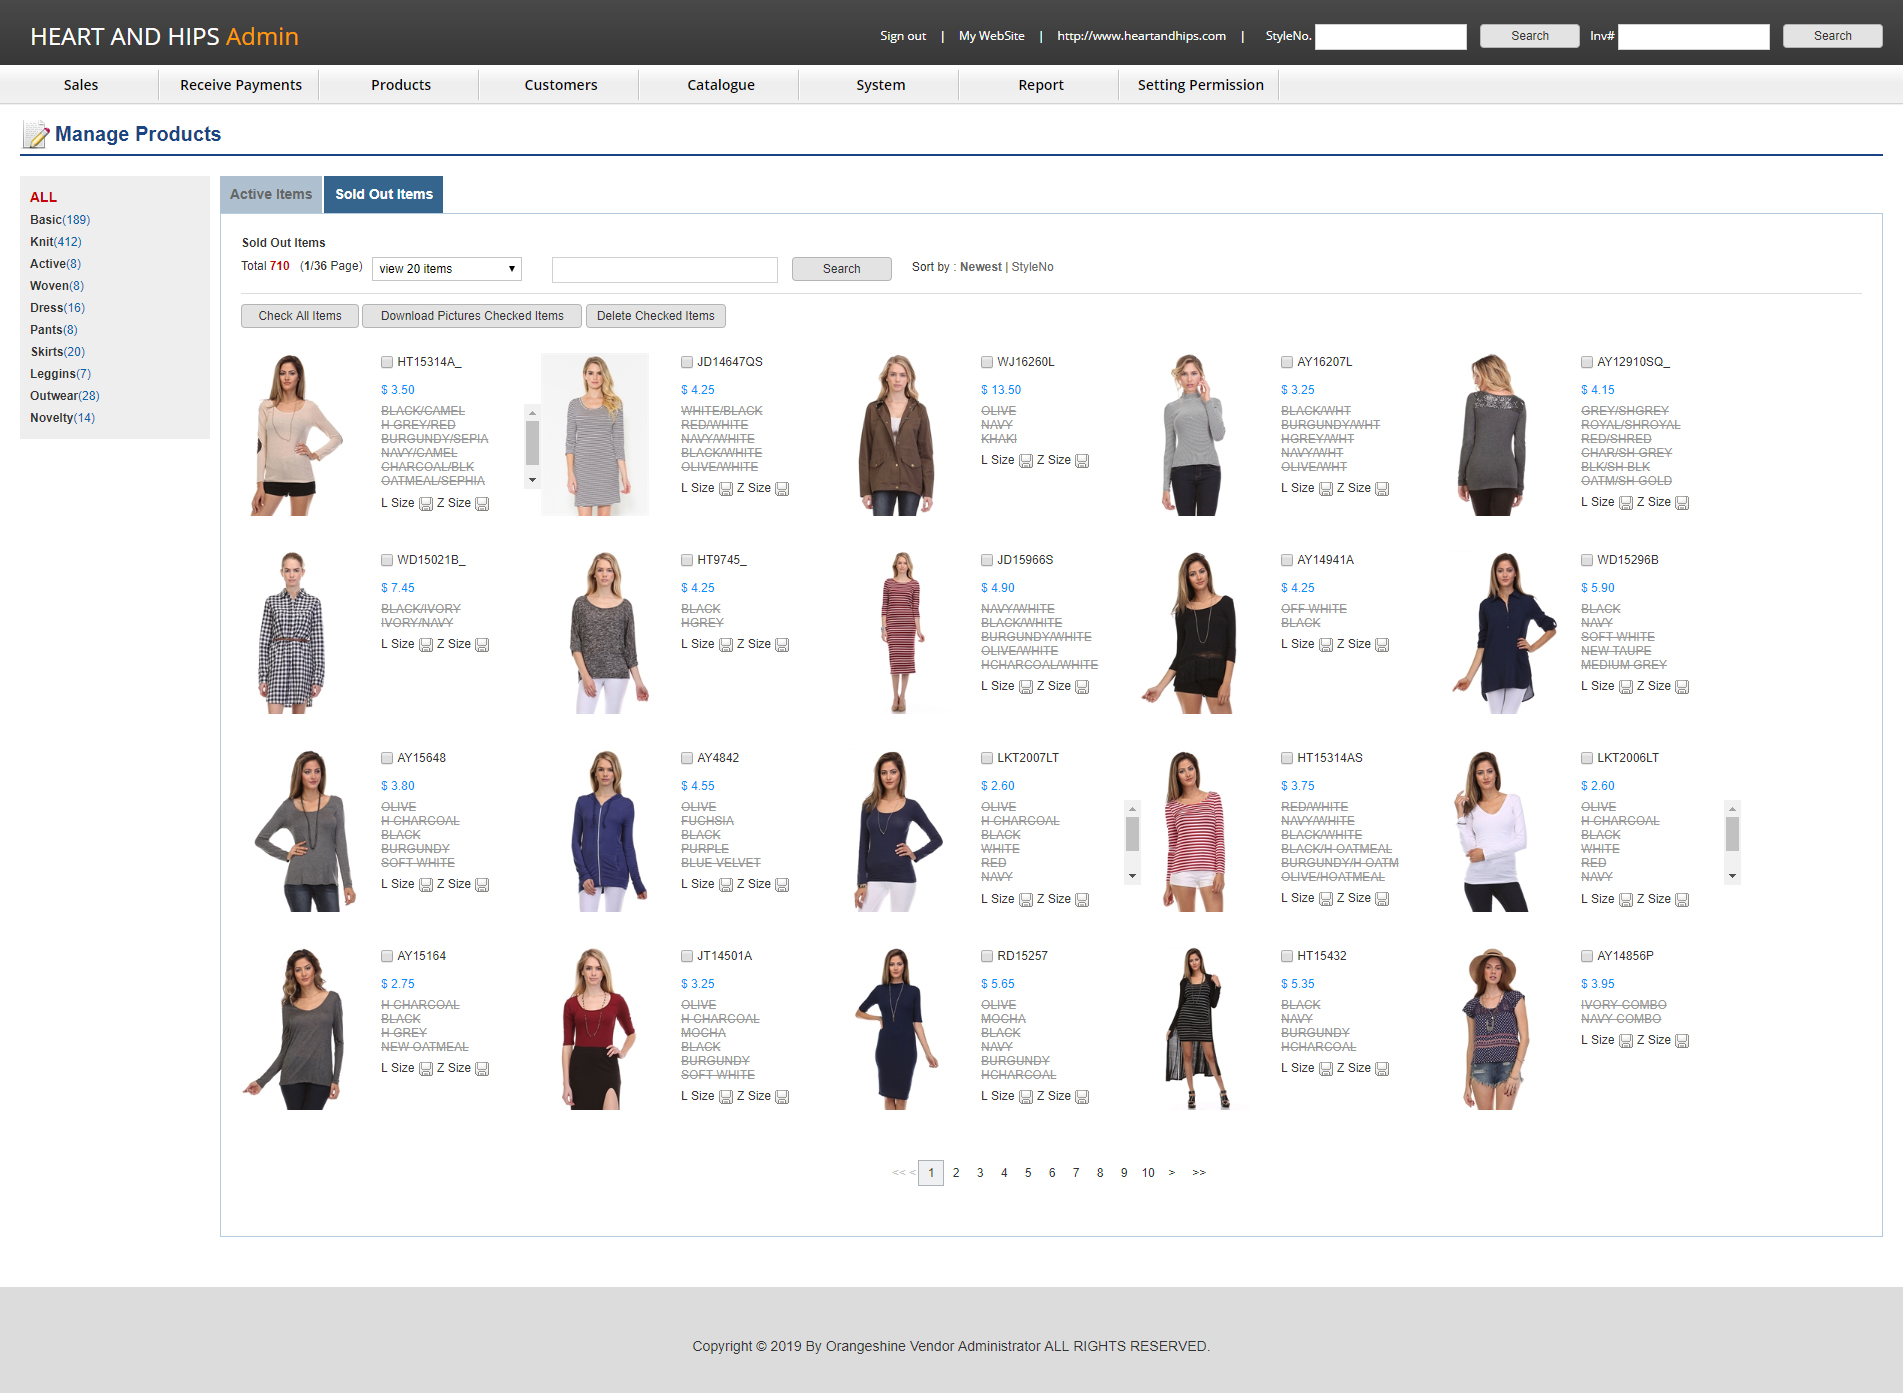 HEART AND HIPS Admin
Sign out | My WebSite | http://www.heartandhips.com | StyleNo. Search Inv# Search
Sales Receive Payments Products Customers Catalogue System Report Setting Permission
Manage Products
ALL
Basic(189)
Knit(412)
Active(8)
Woven(8)
Dress(16)
Pants(8)
Skirts(20)
Leggins(7)
Outwear(28)
Novelty(14)
Active Items Sold Out Items
Sold Out Items
Total 710 (1/36 Page) view 20 items Search Sort by : Newest | StyleNo
Check All Items Download Pictures Checked Items Delete Checked Items
HT15314A_
$ 3.50
BLACK/CAMEL
H GREY/RED
BURGUNDY/SEPIA
NAVY/CAMEL
CHARCOAL/BLK
OATMEAL/SEPHIA
L Size Z Size
JD14647QS
$ 4.25
WHITE/BLACK
RED/WHITE
NAVY/WHITE
BLACK/WHITE
OLIVE/WHITE
L Size Z Size
WJ16260L
$ 13.50
OLIVE
NAVY
KHAKI
L Size Z Size
AY16207L
$ 3.25
BLACK/WHT
BURGUNDY/WHT
HGREY/WHT
NAVY/WHT
OLIVE/WHT
L Size Z Size
AY12910SQ_
$ 4.15
GREY/SHGREY
ROYAL/SHROYAL
RED/SHRED
CHAR/SH GREY
BLK/SH BLK
OATM/SH GOLD
L Size Z Size
WD15021B_
$ 7.45
BLACK/IVORY
IVORY/NAVY
L Size Z Size
HT9745_
$ 4.25
BLACK
HGREY
L Size Z Size
JD15966S
$ 4.90
NAVY/WHITE
BLACK/WHITE
BURGUNDY/WHITE
OLIVE/WHITE
HCHARCOAL/WHITE
L Size Z Size
AY14941A
$ 4.25
OFF WHITE
BLACK
L Size Z Size
WD15296B
$ 5.90
BLACK
NAVY
SOFT WHITE
NEW TAUPE
MEDIUM GREY
L Size Z Size
AY15648
$ 3.80
OLIVE
H CHARCOAL
BLACK
BURGUNDY
SOFT WHITE
L Size Z Size
AY4842
$ 4.55
OLIVE
FUCHSIA
BLACK
PURPLE
BLUE VELVET
L Size Z Size
LKT2007LT
$ 2.60
OLIVE
H CHARCOAL
BLACK
WHITE
RED
NAVY
L Size Z Size
HT15314AS
$ 3.75
RED/WHITE
NAVY/WHITE
BLACK/WHITE
BLACK/H OATMEAL
BURGUNDY/H OATM
OLIVE/HOATMEAL
L Size Z Size
LKT2006LT
$ 2.60
OLIVE
H CHARCOAL
BLACK
WHITE
RED
NAVY
L Size Z Size
AY15164
$ 2.75
H CHARCOAL
BLACK
H GREY
NEW OATMEAL
L Size Z Size
JT14501A
$ 3.25
OLIVE
H CHARCOAL
MOCHA
BLACK
BURGUNDY
SOFT WHITE
L Size Z Size
RD15257
$ 5.65
OLIVE
MOCHA
BLACK
NAVY
BURGUNDY
HCHARCOAL
L Size Z Size
HT15432
$ 5.35
BLACK
NAVY
BURGUNDY
HCHARCOAL
L Size Z Size
AY14856P
$ 3.95
IVORY COMBO
NAVY COMBO
L Size Z Size
<< < 1 2 3 4 5 6 7 8 9 10 > >>
Copyright © 2019 By Orangeshine Vendor Administrator ALL RIGHTS RESERVED.